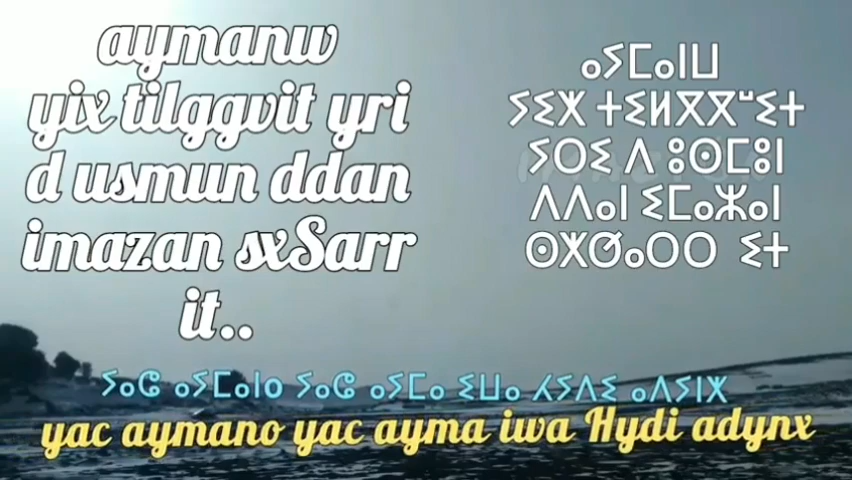 aymanw
yix tilggvit yri
d usmun ddan
imazan sxSarr
it..
ⴰⵢⵎⴰⵏⵡ
ⵢⵉⵅ ⵜⵉⵍⴳⴳⵯⵉⵜ
ⵢⵔⵉ ⴷ ⵓⵙⵎⵓⵏ
ⴷⴷⴰⵏ ⵉⵎⴰⵣⴰⵏ
ⵙⵅⵚⴰⵔⵔ ⵉⵜ
ⵢⴰⵛ ⴰⵢⵎⴰⵏo ⵢⴰⵛ ⴰⵢⵎⴰ ⵉⵡⴰ ⵃⵢⴷⵉ ⴰⴷⵢⵏⵅ
yac aymano yac ayma iwa Hydi adynx